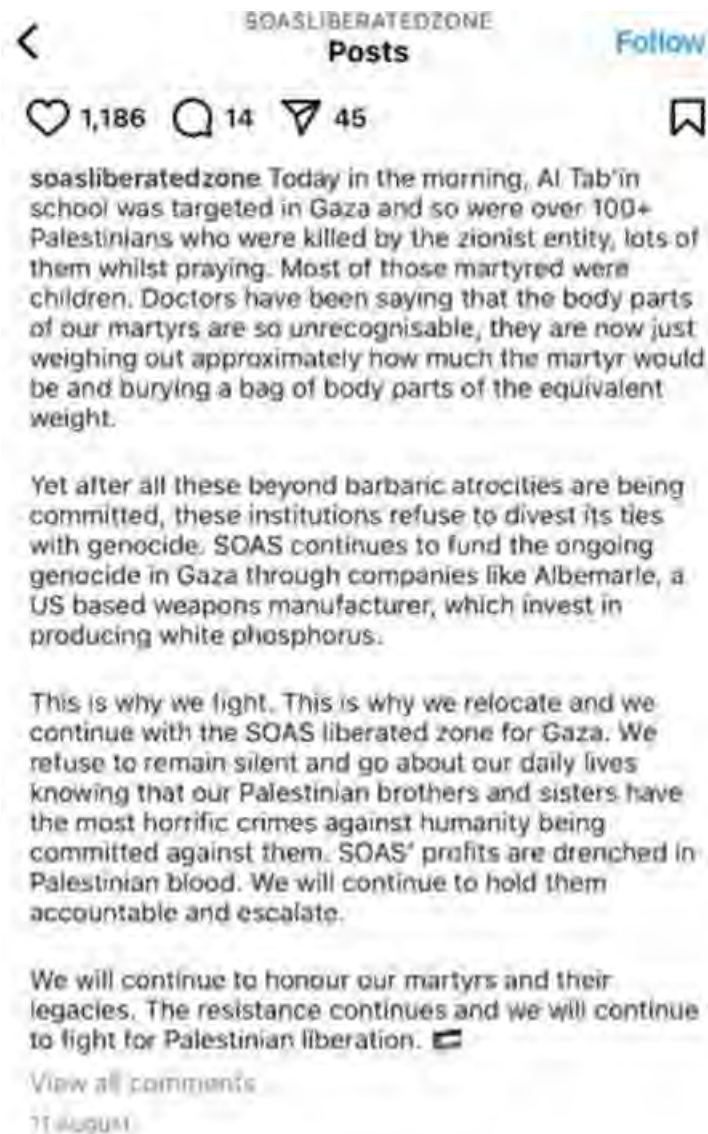 SOASLIBERATEDZONE
Posts
Follow
1,186 14 45
soasliberatedzone Today in the morning, Al Tab'in
school was targeted in Gaza and so were over 100+
Palestinians who were killed by the zionist entity, lots of
them whilst praying. Most of those martyred were
children. Doctors have been saying that the body parts
of our martyrs are so unrecognisable, they are now just
weighing out approximately how much the martyr would
be and burying a bag of body parts of the equivalent
weight.
Yet after all these beyond barbaric atrocities are being
committed, these institutions refuse to divest its ties
with genocide. SOAS continues to fund the ongoing
genocide in Gaza through companies like Albemarle, a
US based weapons manufacturer, which invest in
producing white phosphorus.
This is why we fight. This is why we relocate and we
continue with the SOAS liberated zone for Gaza. We
refuse to remain silent and go about our daily lives
knowing that our Palestinian brothers and sisters have
the most horrific crimes against humanity being
committed against them. SOAS' profits are drenched in
Palestinian blood. We will continue to hold them
accountable and escalate.
We will continue to honour our martyrs and their
legacies. The resistance continues and we will continue
to fight for Palestinian liberation.
View all comments
August